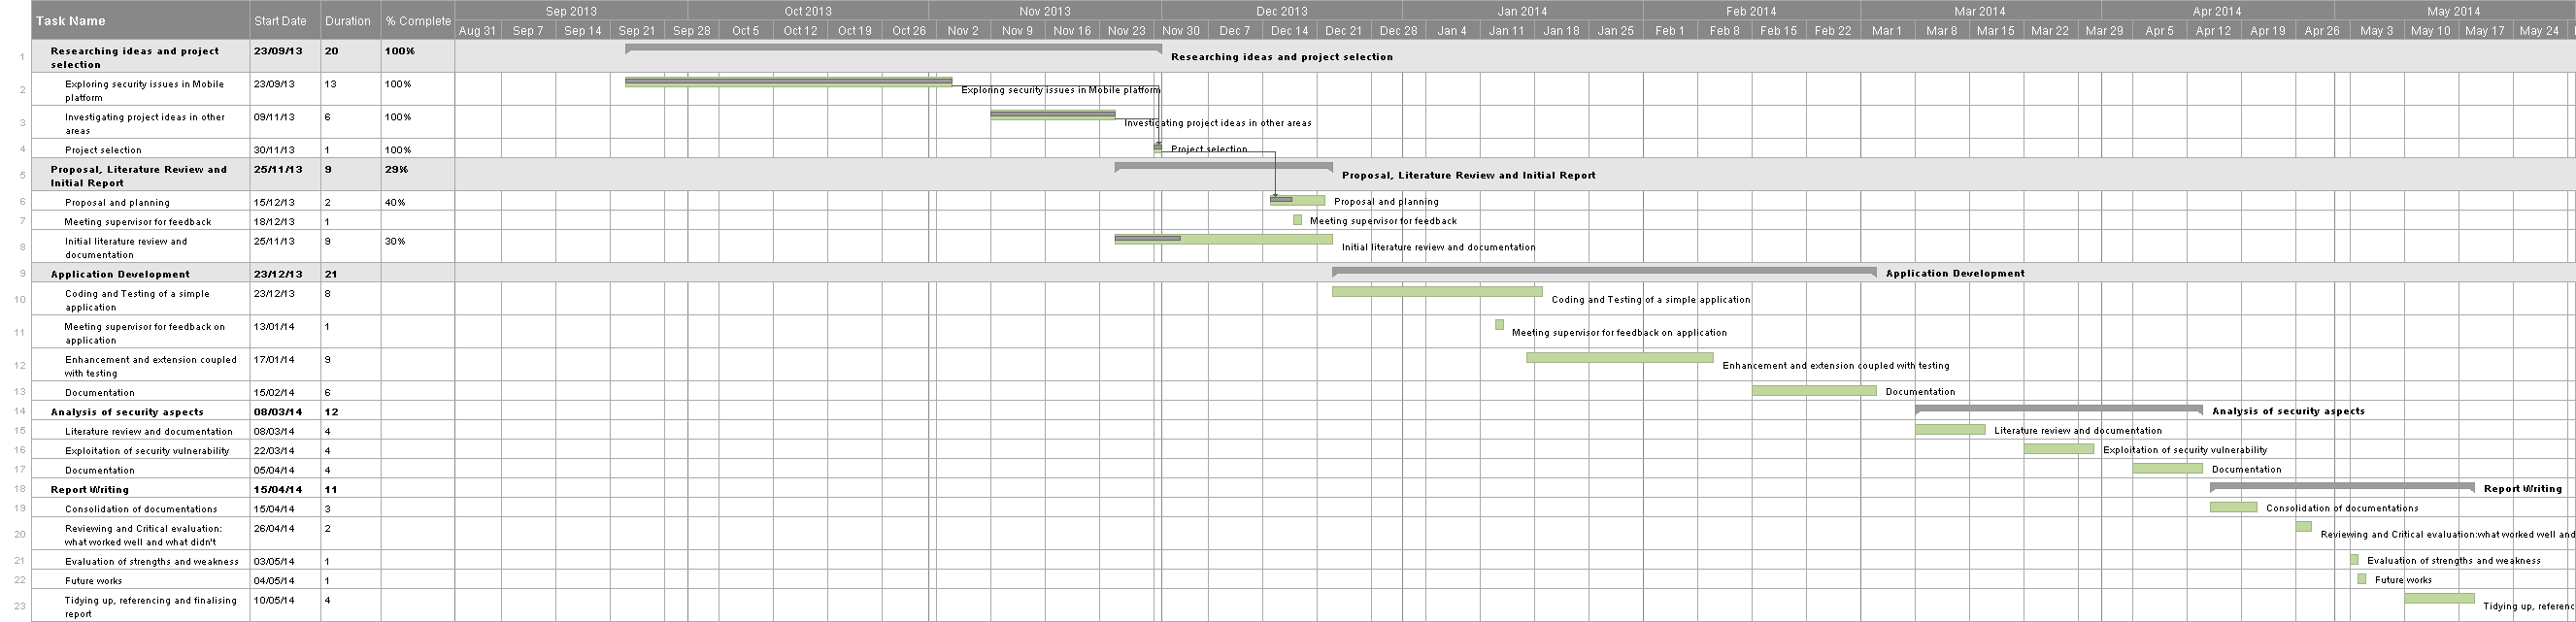 Task Name Start Date Duration % Complete Sep 2013 Oct 2013 Nov 2013 Dec 2013 Jan 2014 Feb 2014 Mar 2014 Apr 2014 May 2014
Aug 31 Sep 7 Sep 14 Sep 21 Sep 28 Oct 5 Oct 12 Oct 19 Oct 26 Nov 2 Nov 9 Nov 16 Nov 23 Nov 30 Dec 7 Dec 14 Dec 21 Dec 28 Jan 4 Jan 11 Jan 18 Jan 25 Feb 1 Feb 8 Feb 15 Feb 22 Mar 1 Mar 8 Mar 15 Mar 22 Mar 29 Apr 5 Apr 12 Apr 19 Apr 26 May 3 May 10 May 17 May 24
1 Researching ideas and project 23/09/13 20 100% Researching ideas and project selection
selection
2 Exploring security issues in Mobile 23/09/13 13 100% Exploring security issues in Mobile platform
platform
3 Investigating project ideas in other 09/11/13 6 100% Investigating project ideas in other areas
areas
4 Project selection 30/11/13 1 100% Project selection
5 Proposal, Literature Review and 25/11/13 9 29% Proposal, Literature Review and Initial Report
Initial Report
6 Proposal and planning 15/12/13 2 40% Proposal and planning
7 Meeting supervisor for feedback 18/12/13 1 Meeting supervisor for feedback
8 Initial literature review and 25/11/13 9 30% Initial literature review and documentation
documentation
9 Application Development 23/12/13 21 Application Development
10 Coding and Testing of a simple 23/12/13 8 Coding and Testing of a simple application
application
11 Meeting supervisor for feedback on 13/01/14 1 Meeting supervisor for feedback on application
application
12 Enhancement and extension coupled 17/01/14 9 Enhancement and extension coupled with testing
with testing
13 Documentation 15/02/14 6 Documentation
14 Analysis of security aspects 08/03/14 12 Analysis of security aspects
15 Literature review and documentation 08/03/14 4 Literature review and documentation
16 Exploitation of security vulnerability 22/03/14 4 Exploitation of security vulnerability
17 Documentation 05/04/14 4 Documentation
18 Report Writing 15/04/14 11 Report Writing
19 Consolidation of documentations 15/04/14 3 Consolidation of documentations
20 Reviewing and Critical evaluation: 26/04/14 2 Reviewing and Critical evaluation:what worked well and
what worked well and what didn't
21 Evaluation of strengths and weakness 03/05/14 1 Evaluation of strengths and weakness
22 Future works 04/05/14 1 Future works
23 Tidying up, referencing and finalising 10/05/14 4 Tidying up, referenc
report